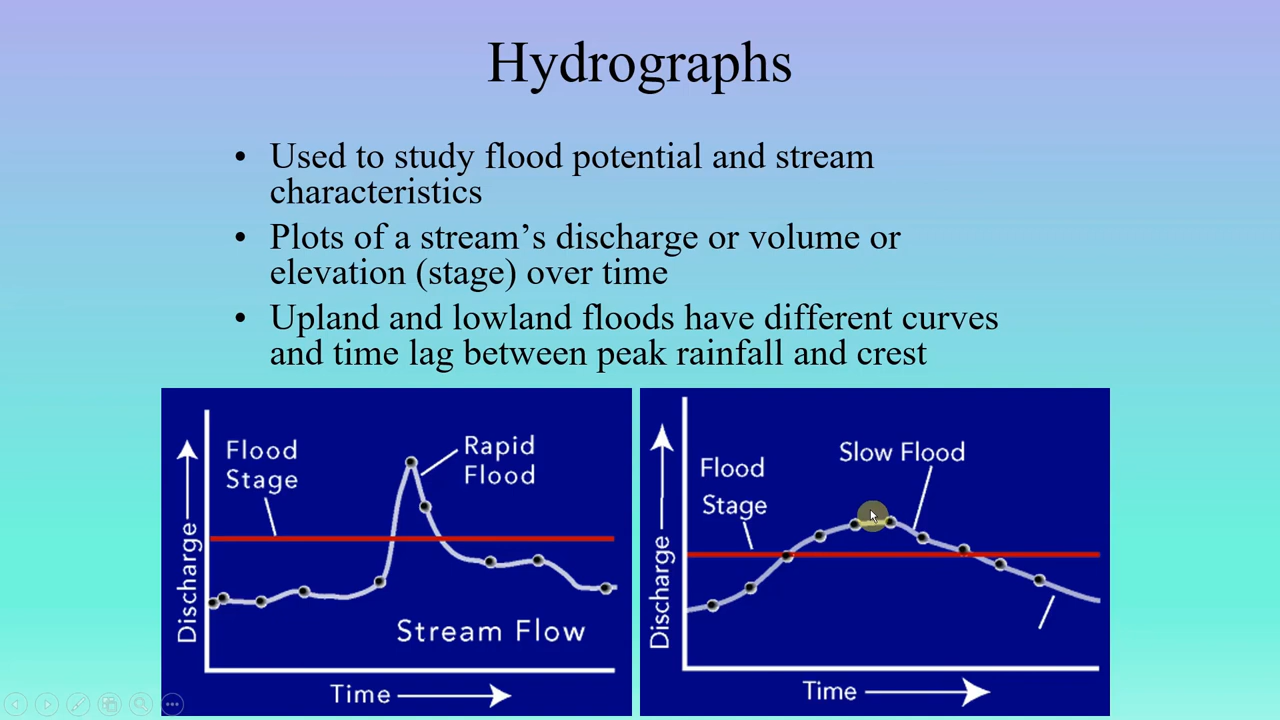 Hydrographs
• Used to study flood potential and stream
characteristics
• Plots of a stream’s discharge or volume or
elevation (stage) over time
• Upland and lowland floods have different curves
and time lag between peak rainfall and crest
Flood
Stage
Rapid
Flood
Discharge
Stream Flow
Time
Slow Flood
Flood
Stage
Discharge
Time